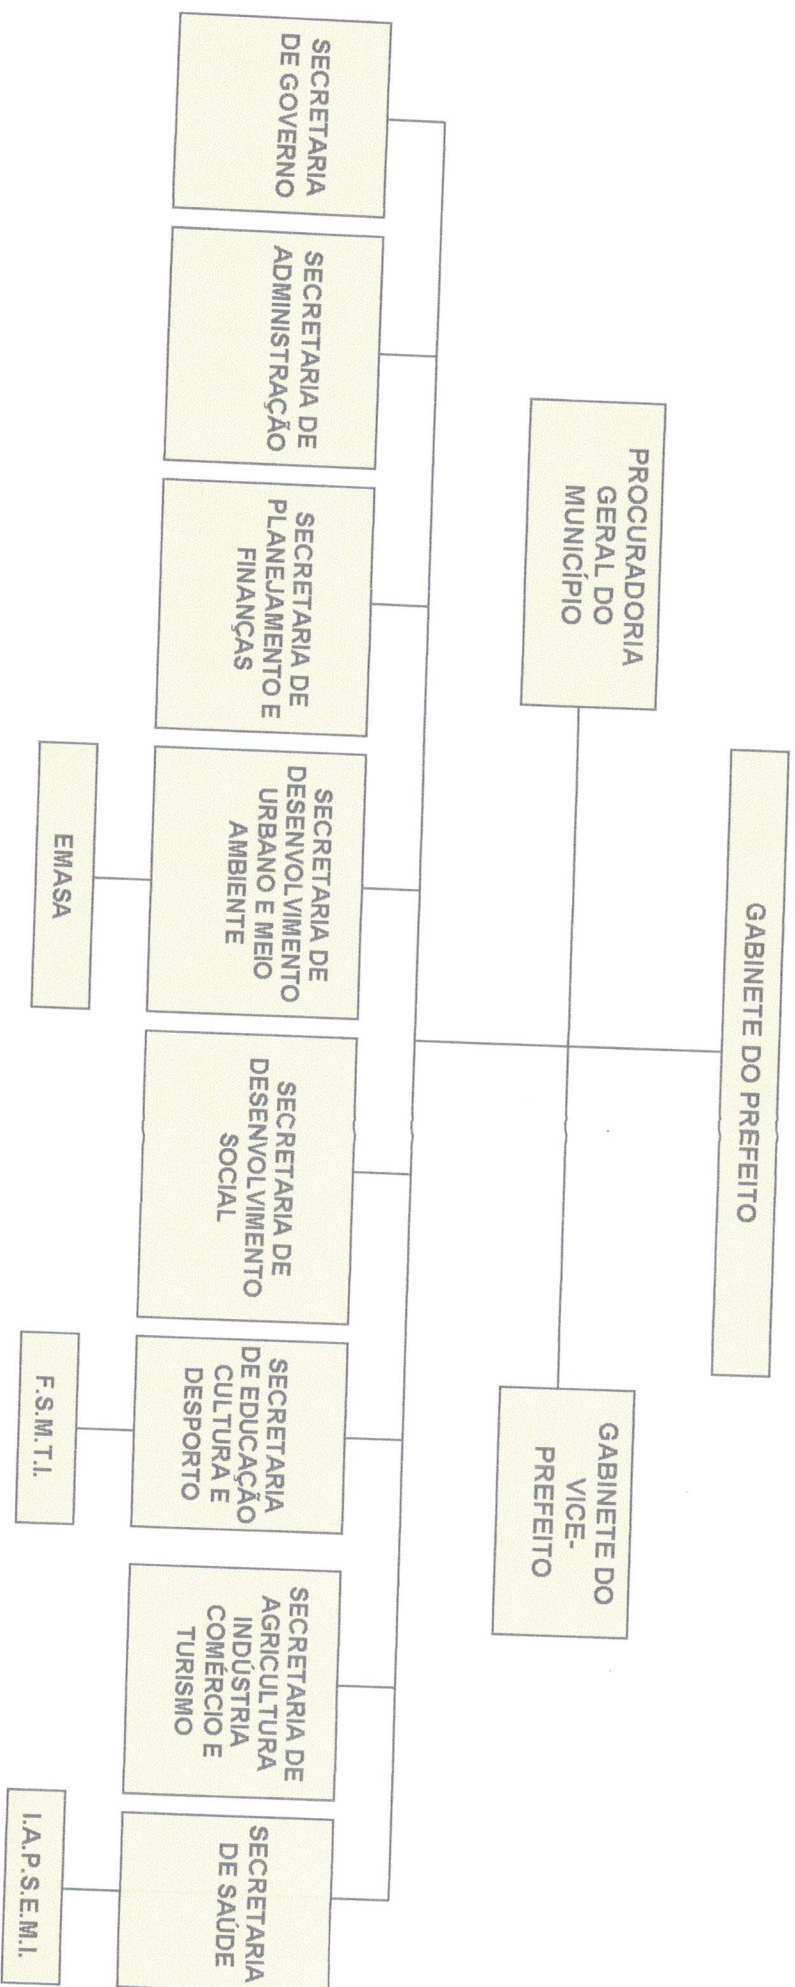 GABINETE DO PREFEITO
PROCURADORIA
GERAL DO
MUNICÍPIO
GABINETE DO
VICE-
PREFEITO
SECRETARIA
DE GOVERNO
SECRETARIA DE
ADMINISTRAÇÃO
SECRETARIA DE
PLANEJAMENTO E
FINANÇAS
SECRETARIA DE
DESENVOLVIMENTO
URBANO E MEIO
AMBIENTE
SECRETARIA DE
DESENVOLVIMENTO
SOCIAL
SECRETARIA
DE EDUCAÇÃO
CULTURA E
DESPORTO
SECRETARIA DE
AGRICULTURA
INDÚSTRIA
COMÉRCIO E
TURISMO
SECRETARIA
DE SAÚDE
EMASA
F.S.M.T.I.
I.A.P.S.E.M.I.